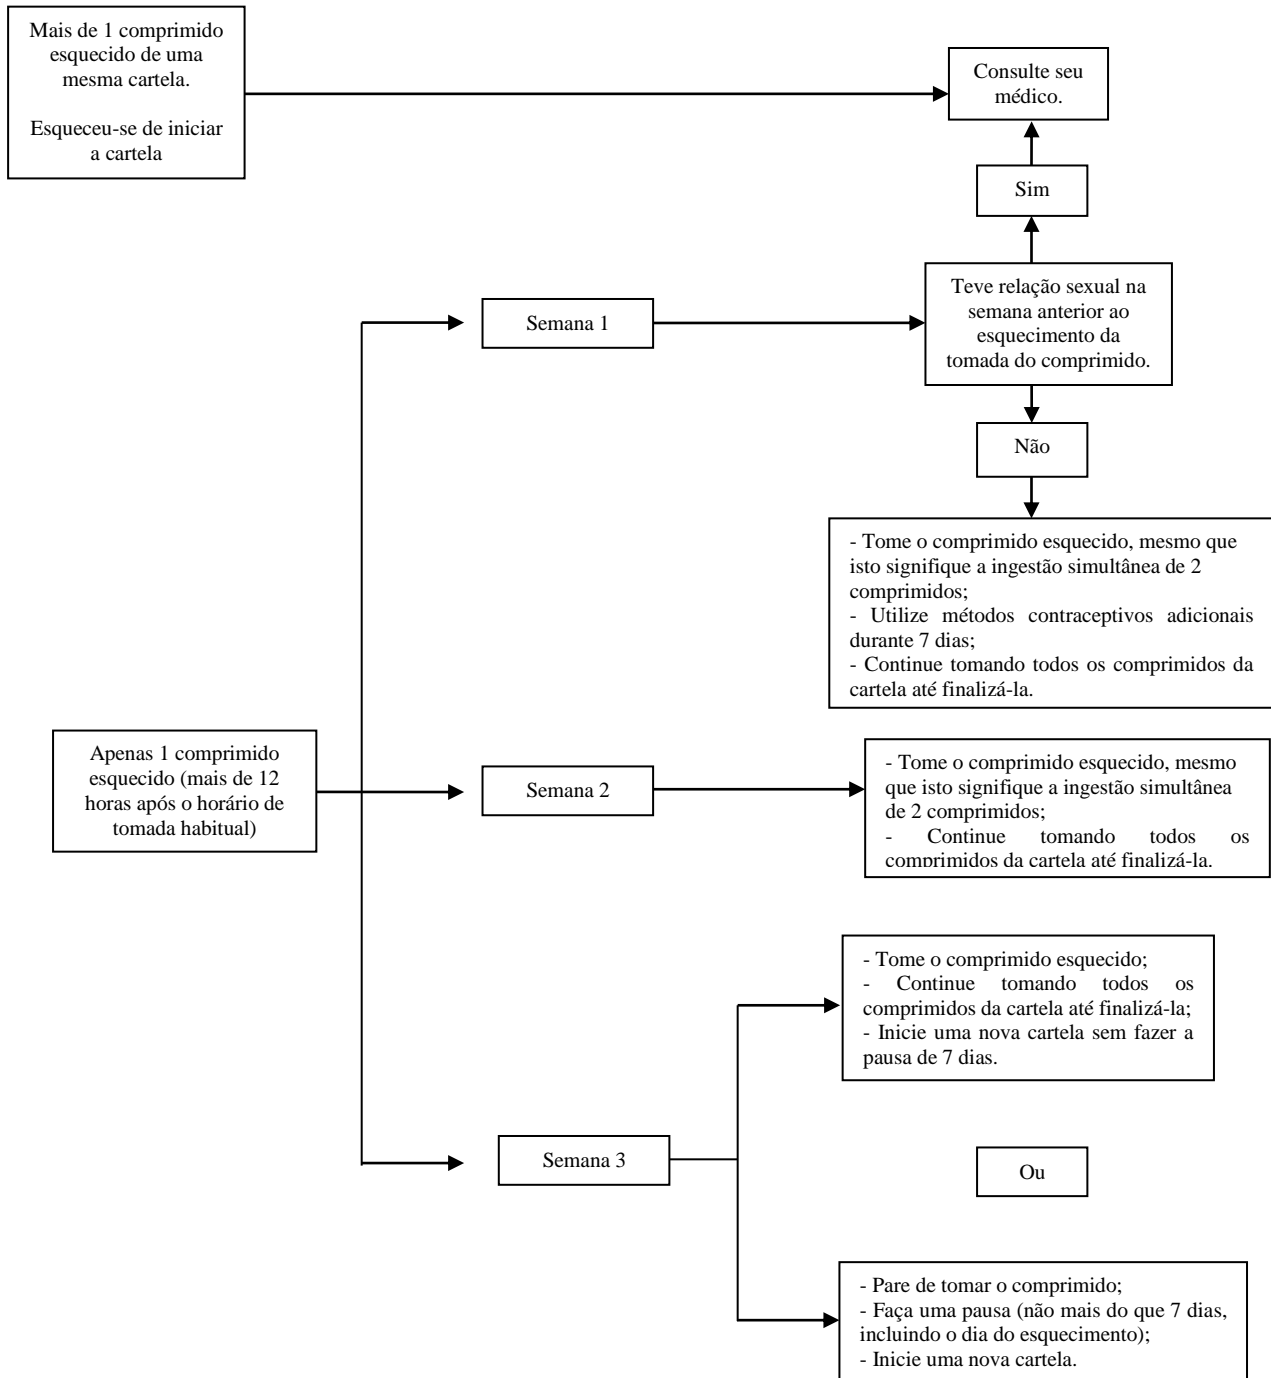 Mais de 1 comprimido
esquecido de uma
mesma cartela.
Esqueceu-se de iniciar
a cartela
Consulte seu
médico.
Sim
Teve relação sexual na
semana anterior ao
esquecimento da
tomada do comprimido.
Semana 1
Não
- Tome o comprimido esquecido, mesmo que
isto signifique a ingestão simultânea de 2
comprimidos;
- Utilize métodos contraceptivos adicionais
durante 7 dias;
- Continue tomando todos os comprimidos da
cartela até finalizá-la.
Apenas 1 comprimido
esquecido (mais de 12
horas após o horário de
tomada habitual)
Semana 2
- Tome o comprimido esquecido, mesmo
que isto signifique a ingestão simultânea
de 2 comprimidos;
- Continue tomando todos os
comprimidos da cartela até finalizá-la.
- Tome o comprimido esquecido;
- Continue tomando todos os
comprimidos da cartela até finalizá-la;
- Inicie uma nova cartela sem fazer a
pausa de 7 dias.
Semana 3
Ou
- Pare de tomar o comprimido;
- Faça uma pausa (não mais do que 7 dias,
incluindo o dia do esquecimento);
- Inicie uma nova cartela.